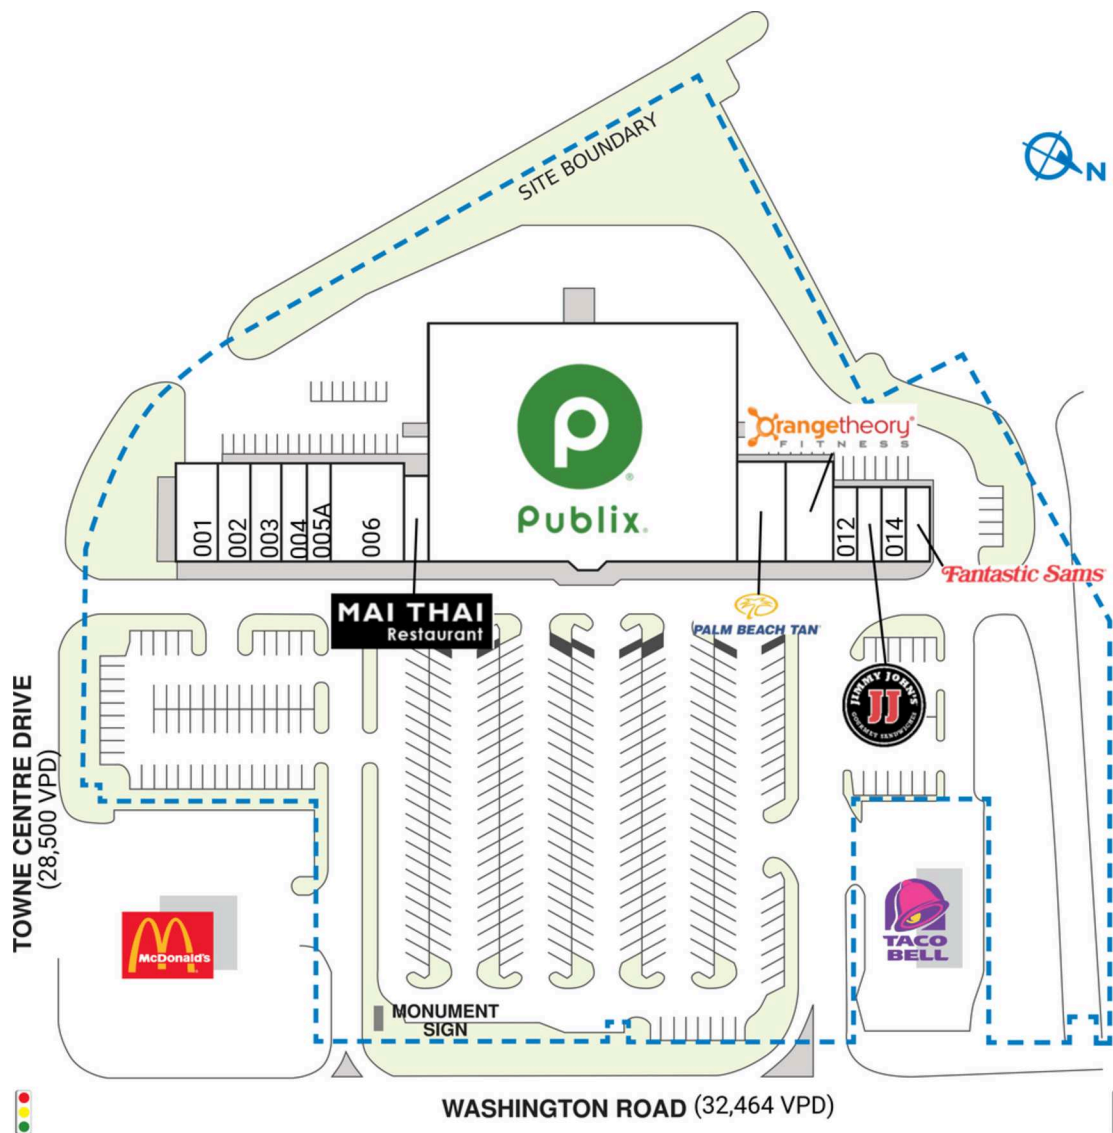 SITE BOUNDARY
N
Orangetheory®
FITNESS
Publix®
001
002
003
004
005A
006
012
014
Fantastic Sams
MAI THAI
Restaurant
PALM BEACH TAN
JIMMY JOHN'S
JJ
GOURMET SANDWICHES
TOWNE CENTRE DRIVE
(28,500 VPD)
McDonald's
TACO
BELL
MONUMENT
SIGN
WASHINGTON ROAD (32,464 VPD)